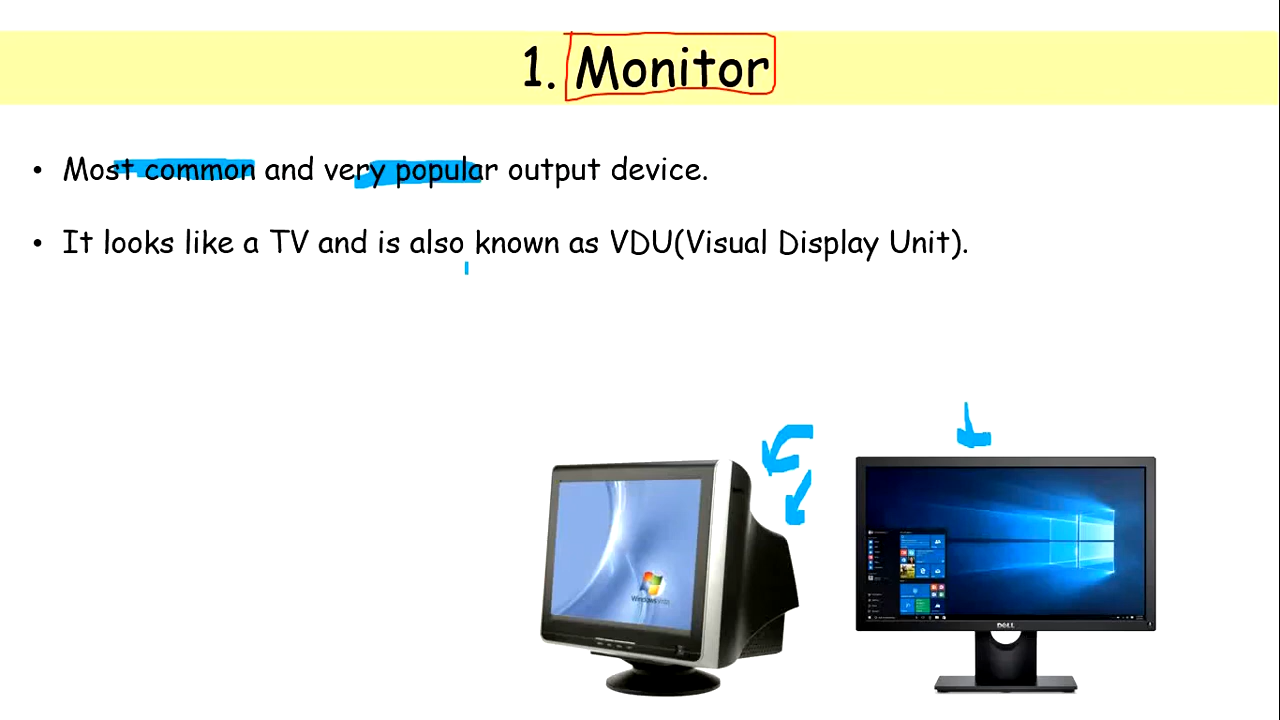 1. Monitor
• Most common and very popular output device.
• It looks like a TV and is also known as VDU(Visual Display Unit).
DELL